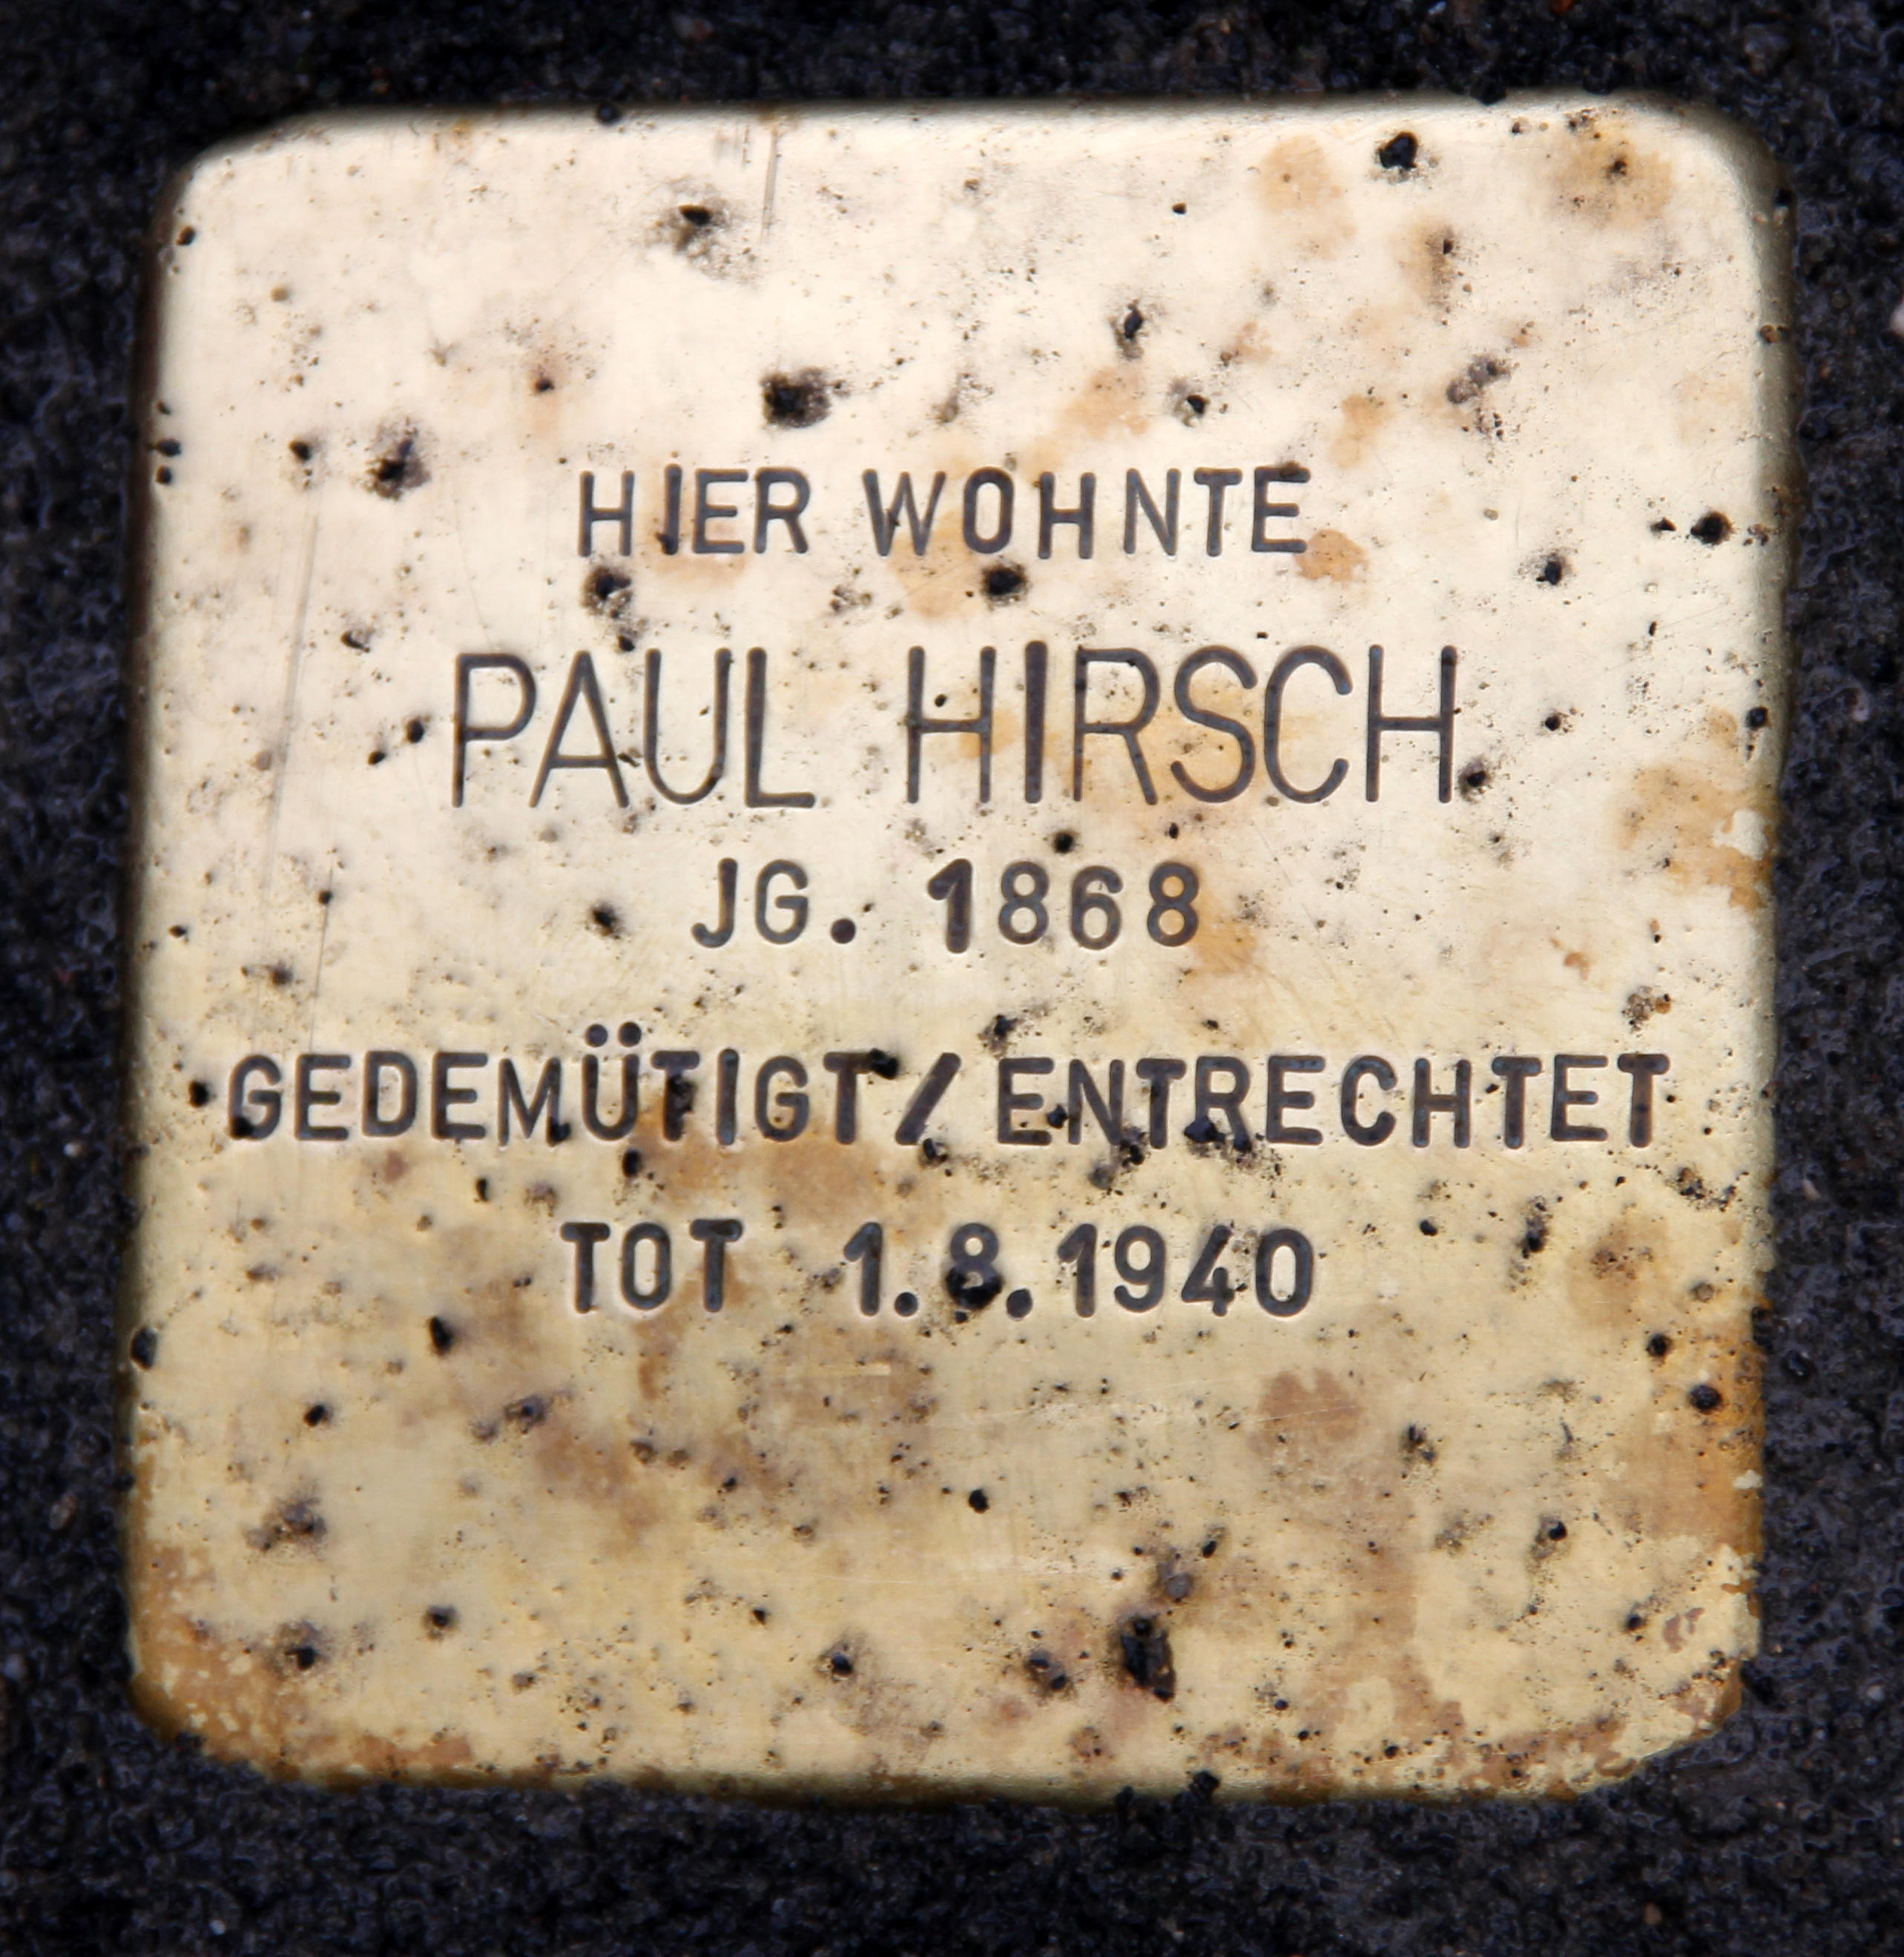 HIER WOHNTE
PAUL HIRSCH
JG. 1868
GEDEMÜTIGT/ENTRECHTET
TOT 1.8.1940